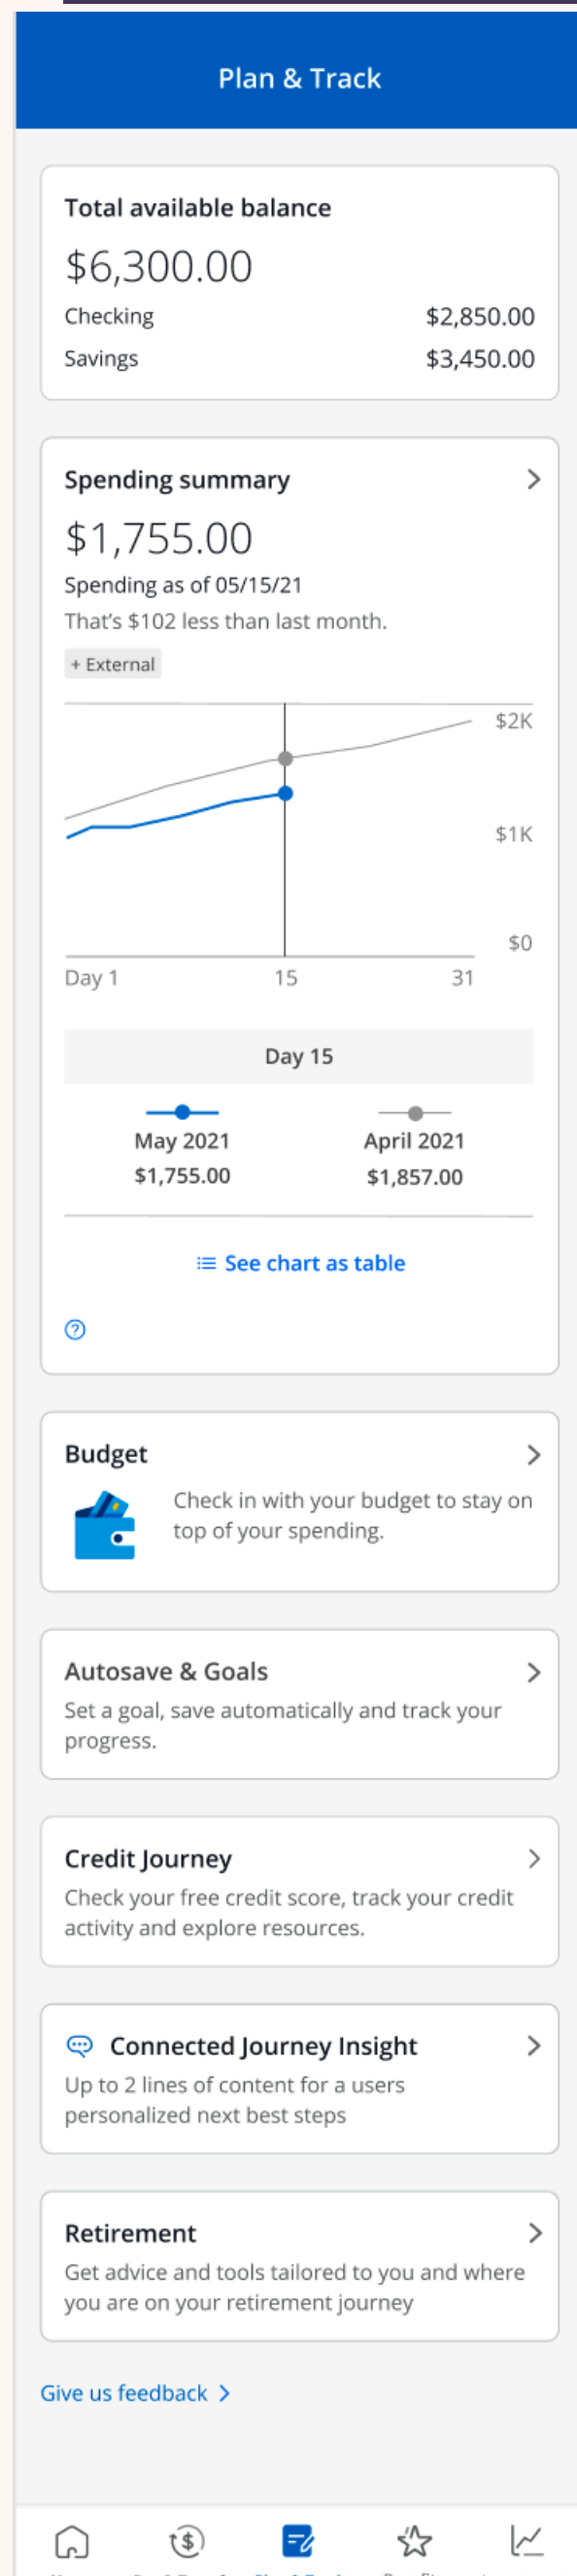 Plan & Track
Total available balance
$6,300.00
Checking $2,850.00
Savings $3,450.00
Spending summary
$1,755.00
Spending as of 05/15/21
That's $102 less than last month.
+ External
$2K
$1K
$0
Day 1 15 31
Day 15
May 2021 April 2021
$1,755.00 $1,857.00
See chart as table
Budget
Check in with your budget to stay on
top of your spending.
Autosave & Goals
Set a goal, save automatically and track your
progress.
Credit Journey
Check your free credit score, track your credit
activity and explore resources.
Connected Journey Insight
Up to 2 lines of content for a users
personalized next best steps
Retirement
Get advice and tools tailored to you and where
you are on your retirement journey
Give us feedback